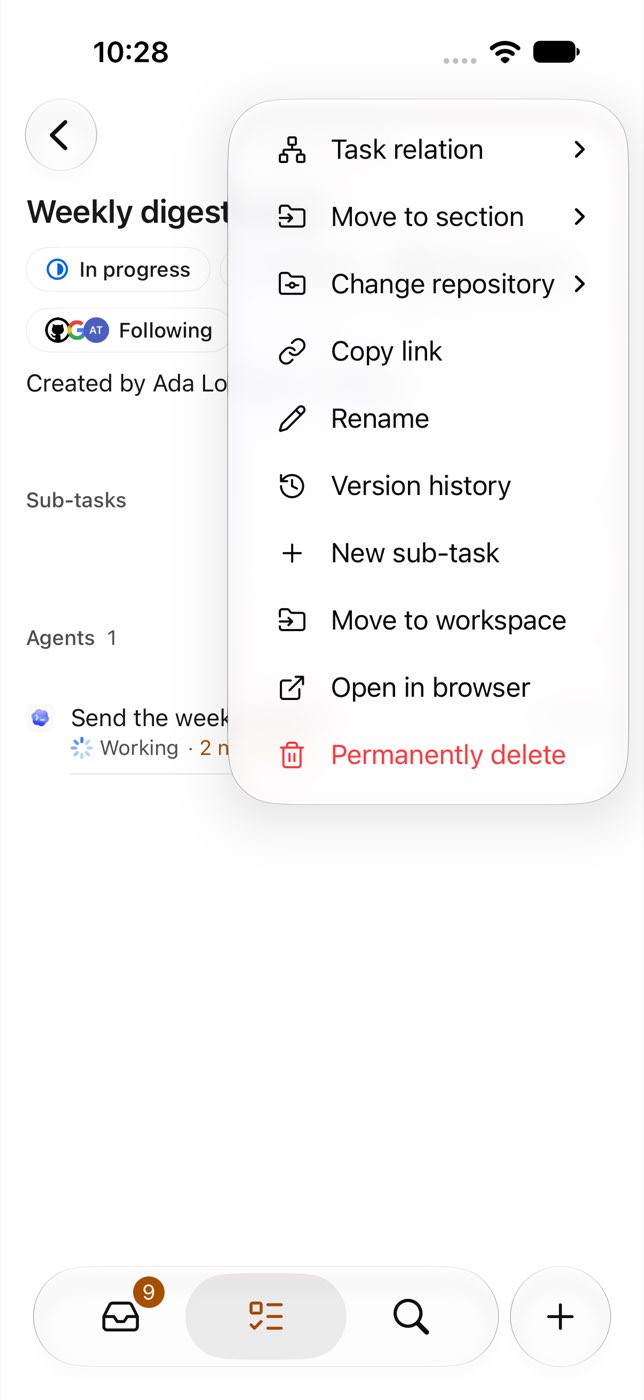 10:28
Task relation
Move to section
Weekly digest
Change repository
In progress
Copy link
AT Following
Created by Ada
Rename
Version history
Sub-tasks
New sub-task
Move to workspace
Agents 1
Open in browser
Send the week
Working · 2
Permanently delete
9